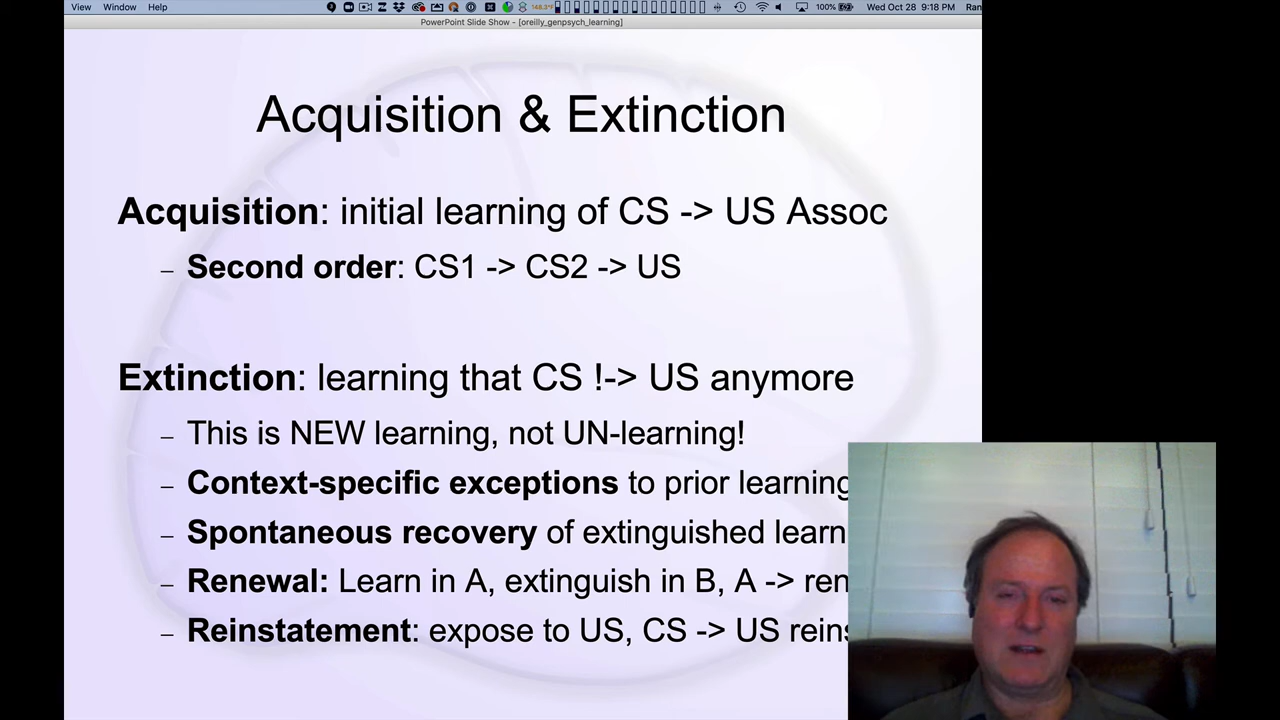 View Window Help 148.2°F 100% Wed Oct 28 9:18 PM Ran
PowerPoint Slide Show - [oreilly_genpsych_learning]
Acquisition & Extinction
Acquisition: initial learning of CS -> US Assoc
– Second order: CS1 -> CS2 -> US
Extinction: learning that CS !-> US anymore
– This is NEW learning, not UN-learning!
– Context-specific exceptions to prior learning
– Spontaneous recovery of extinguished learn
– Renewal: Learn in A, extinguish in B, A -> ren
– Reinstatement: expose to US, CS -> US reins